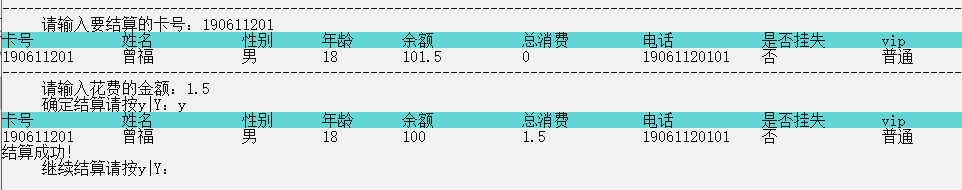 请输入要结算的卡号：190611201
卡号 姓名 性别 年龄 余额 总消费 电话 是否挂失 vip
190611201 曾福 男 18 101.5 0 19061120101 否 普通
请输入花费的金额：1.5
确定结算请按y|Y：y
卡号 姓名 性别 年龄 余额 总消费 电话 是否挂失 vip
190611201 曾福 男 18 100 1.5 19061120101 否 普通
结算成功！
继续结算请按y|Y：